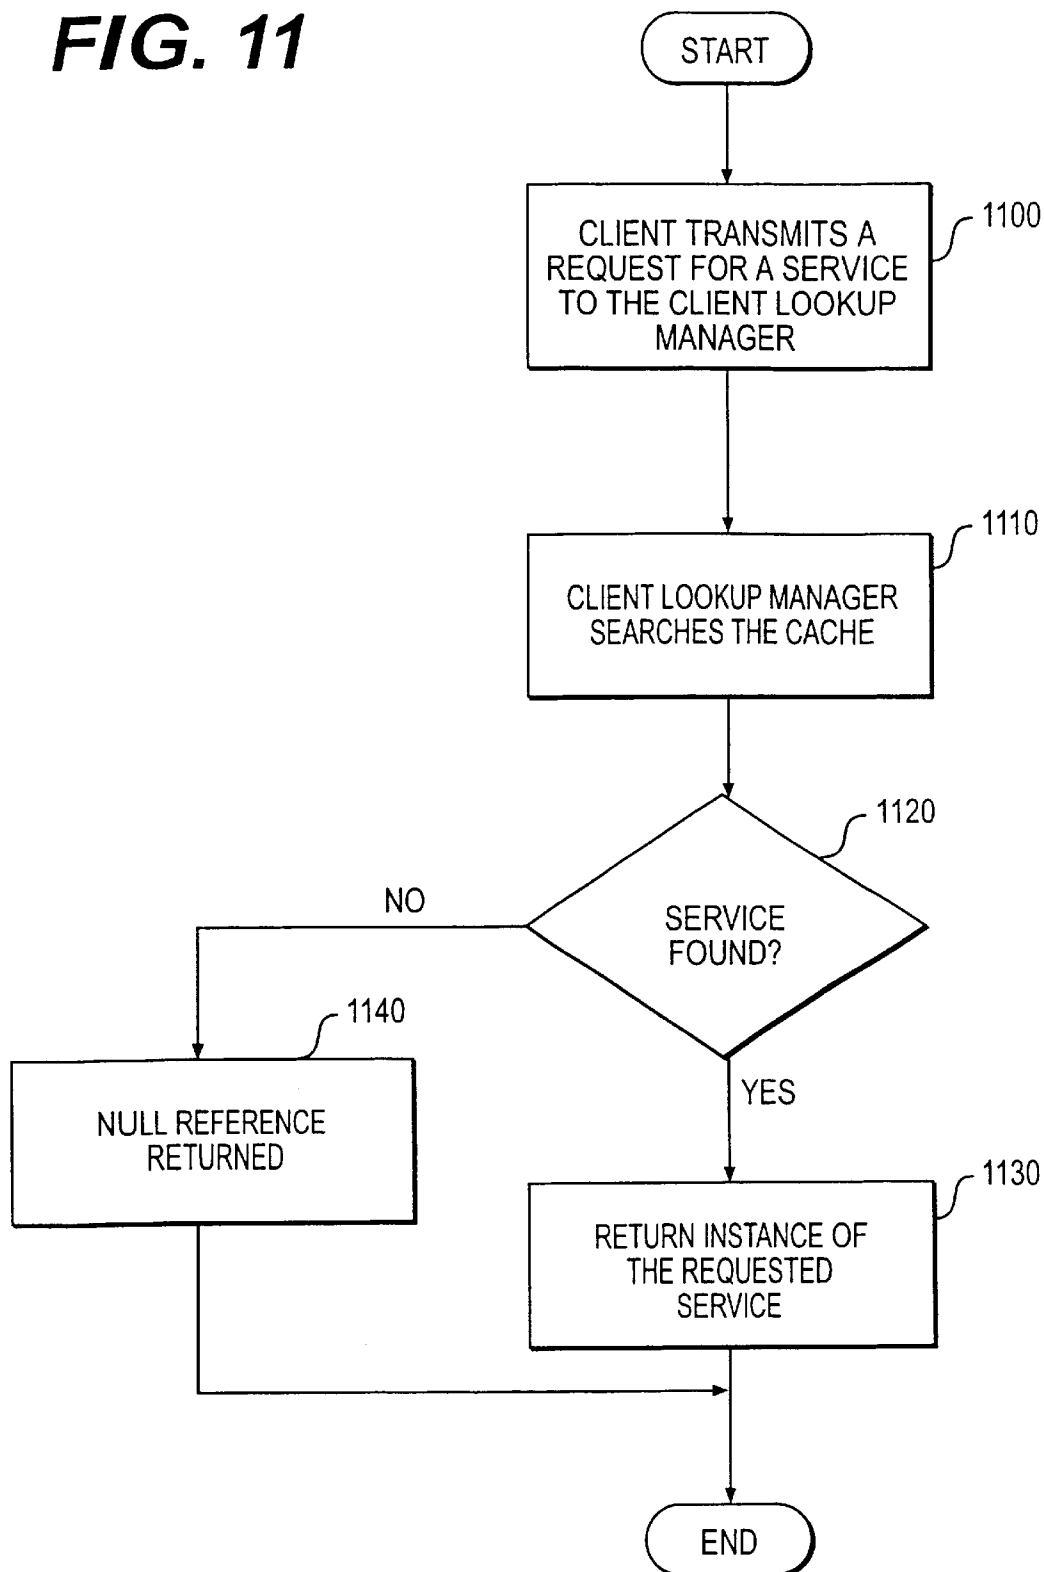 FIG. 11
START
CLIENT TRANSMITS A
REQUEST FOR A SERVICE
TO THE CLIENT LOOKUP
MANAGER
1100
CLIENT LOOKUP MANAGER
SEARCHES THE CACHE
1110
SERVICE
FOUND?
1120
NO
YES
NULL REFERENCE
RETURNED
1140
RETURN INSTANCE OF
THE REQUESTED
SERVICE
1130
END